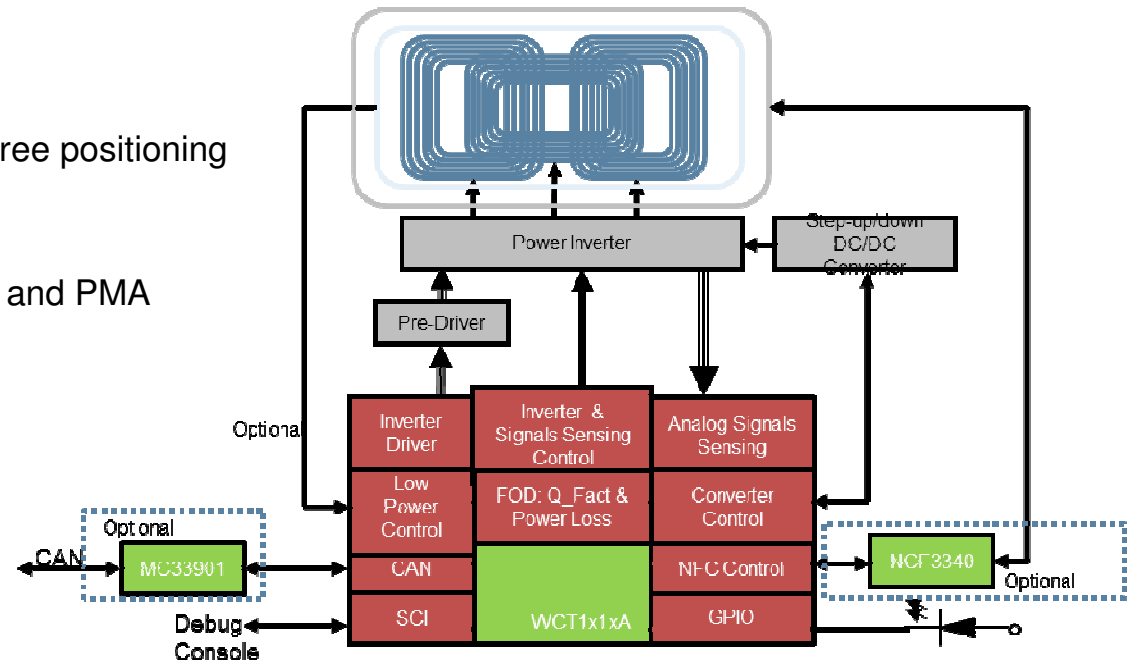 ree positioning
and PMA
Power Inverter
Step-up/down
DC/DC
Converter
Pre-Driver
Optional
Inverter
Driver
Inverter &
Signals Sensing
Control
Analog Signals
Sensing
Low
Power
Control
FOD: Q_Fact &
Power Loss
Converter
Control
Optional
CAN
MC33901
CAN
NFC Control
NCF3340
Optional
Debug
Console
SCI
WCT1x1xA
GPIO